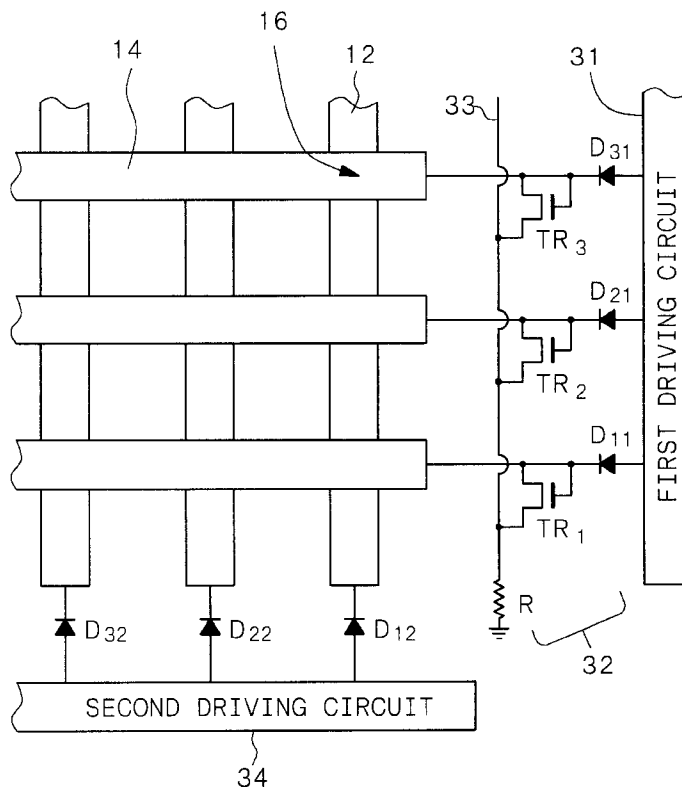 16
14
12
33
31
D31
TR3
D21
TR2
D11
TR1
FIRST DRIVING CIRCUIT
R
32
D32
D22
D12
SECOND DRIVING CIRCUIT
34